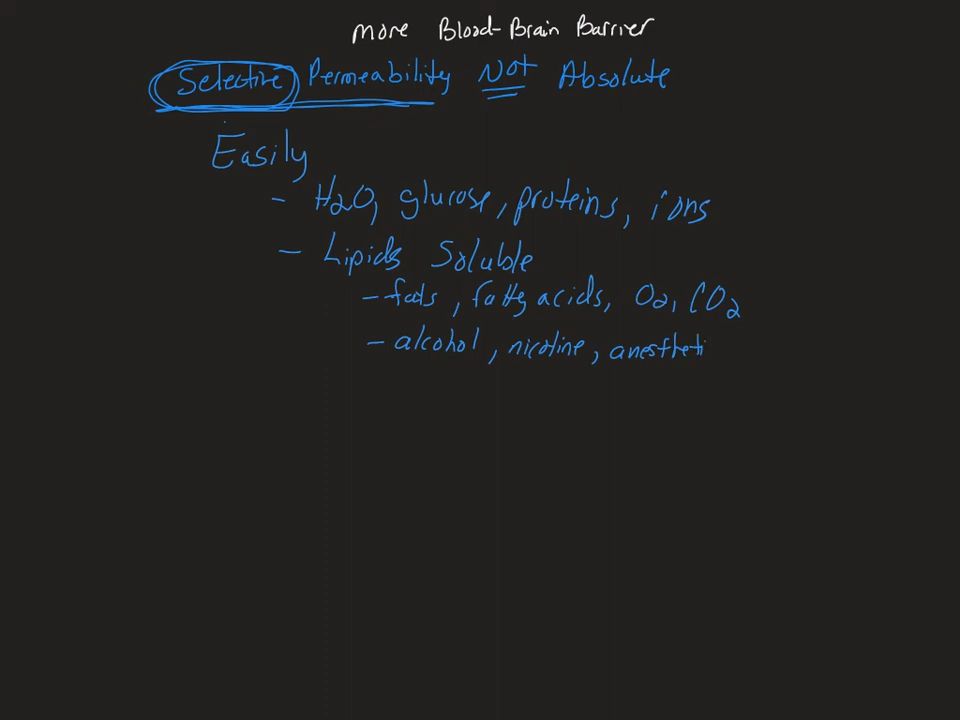 More Blood-Brain Barrier
Selective Permeability Not Absolute
Easily
- H2O, glucose, proteins, ions
- Lipids Soluble
- fats, fatty acids, O2, CO2
- alcohol, nicotine, anestheti